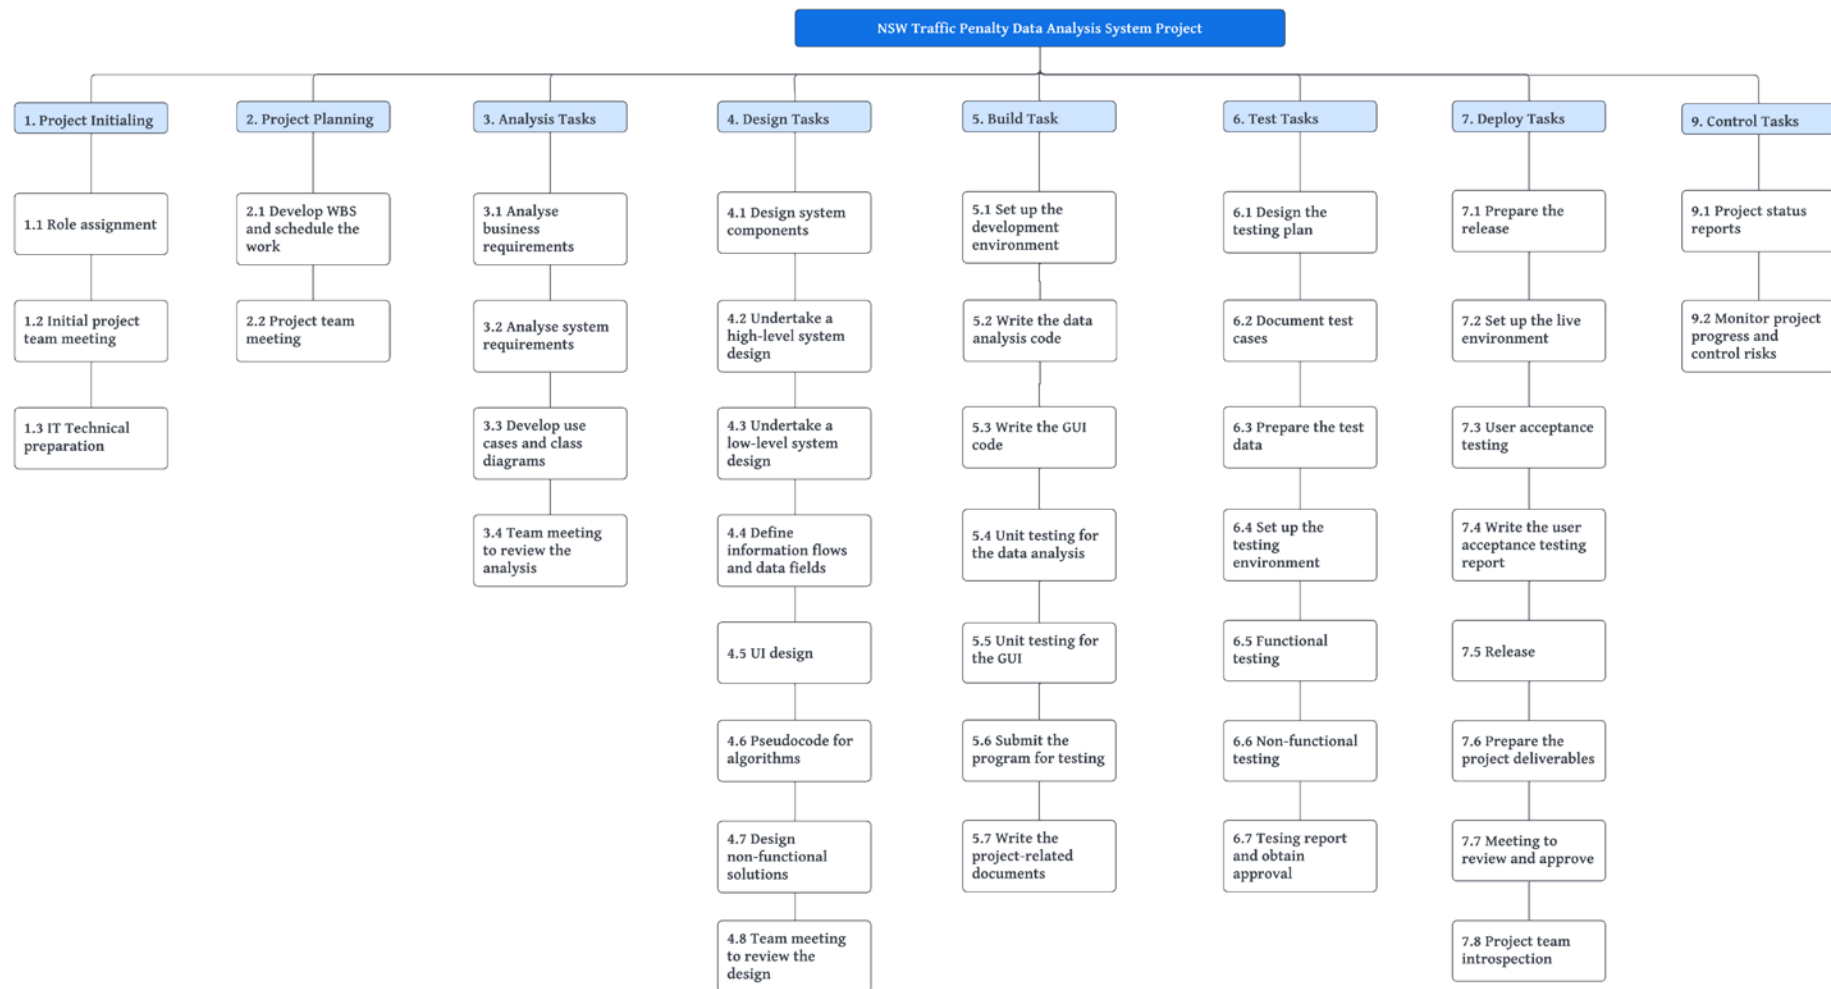 NSW Traffic Penalty Data Analysis System Project
1. Project Initialing
1.1 Role assignment
1.2 Initial project
team meeting
1.3 IT Technical
preparation
2. Project Planning
2.1 Develop WBS
and schedule the
work
2.2 Project team
meeting
3. Analysis Tasks
3.1 Analyse
business
requirements
3.2 Analyse system
requirements
3.3 Develop use
cases and class
diagrams
3.4 Team meeting
to review the
analysis
4. Design Tasks
4.1 Design system
components
4.2 Undertake a
high-level system
design
4.3 Undertake a
low-level system
design
4.4 Define
information flows
and data fields
4.5 UI design
4.6 Pseudocode for
algorithms
4.7 Design
non-functional
solutions
4.8 Team meeting
to review the
design
5. Build Task
5.1 Set up the
development
environment
5.2 Write the data
analysis code
5.3 Write the GUI
code
5.4 Unit testing for
the data analysis
5.5 Unit testing for
the GUI
5.6 Submit the
program for testing
5.7 Write the
project-related
documents
6. Test Tasks
6.1 Design the
testing plan
6.2 Document test
cases
6.3 Prepare the test
data
6.4 Set up the
testing
environment
6.5 Functional
testing
6.6 Non-functional
testing
6.7 Tesing report
and obtain
approval
7. Deploy Tasks
7.1 Prepare the
release
7.2 Set up the live
environment
7.3 User acceptance
testing
7.4 Write the user
acceptance testing
report
7.5 Release
7.6 Prepare the
project deliverables
7.7 Meeting to
review and approve
7.8 Project team
introspection
9. Control Tasks
9.1 Project status
reports
9.2 Monitor project
progress and
control risks